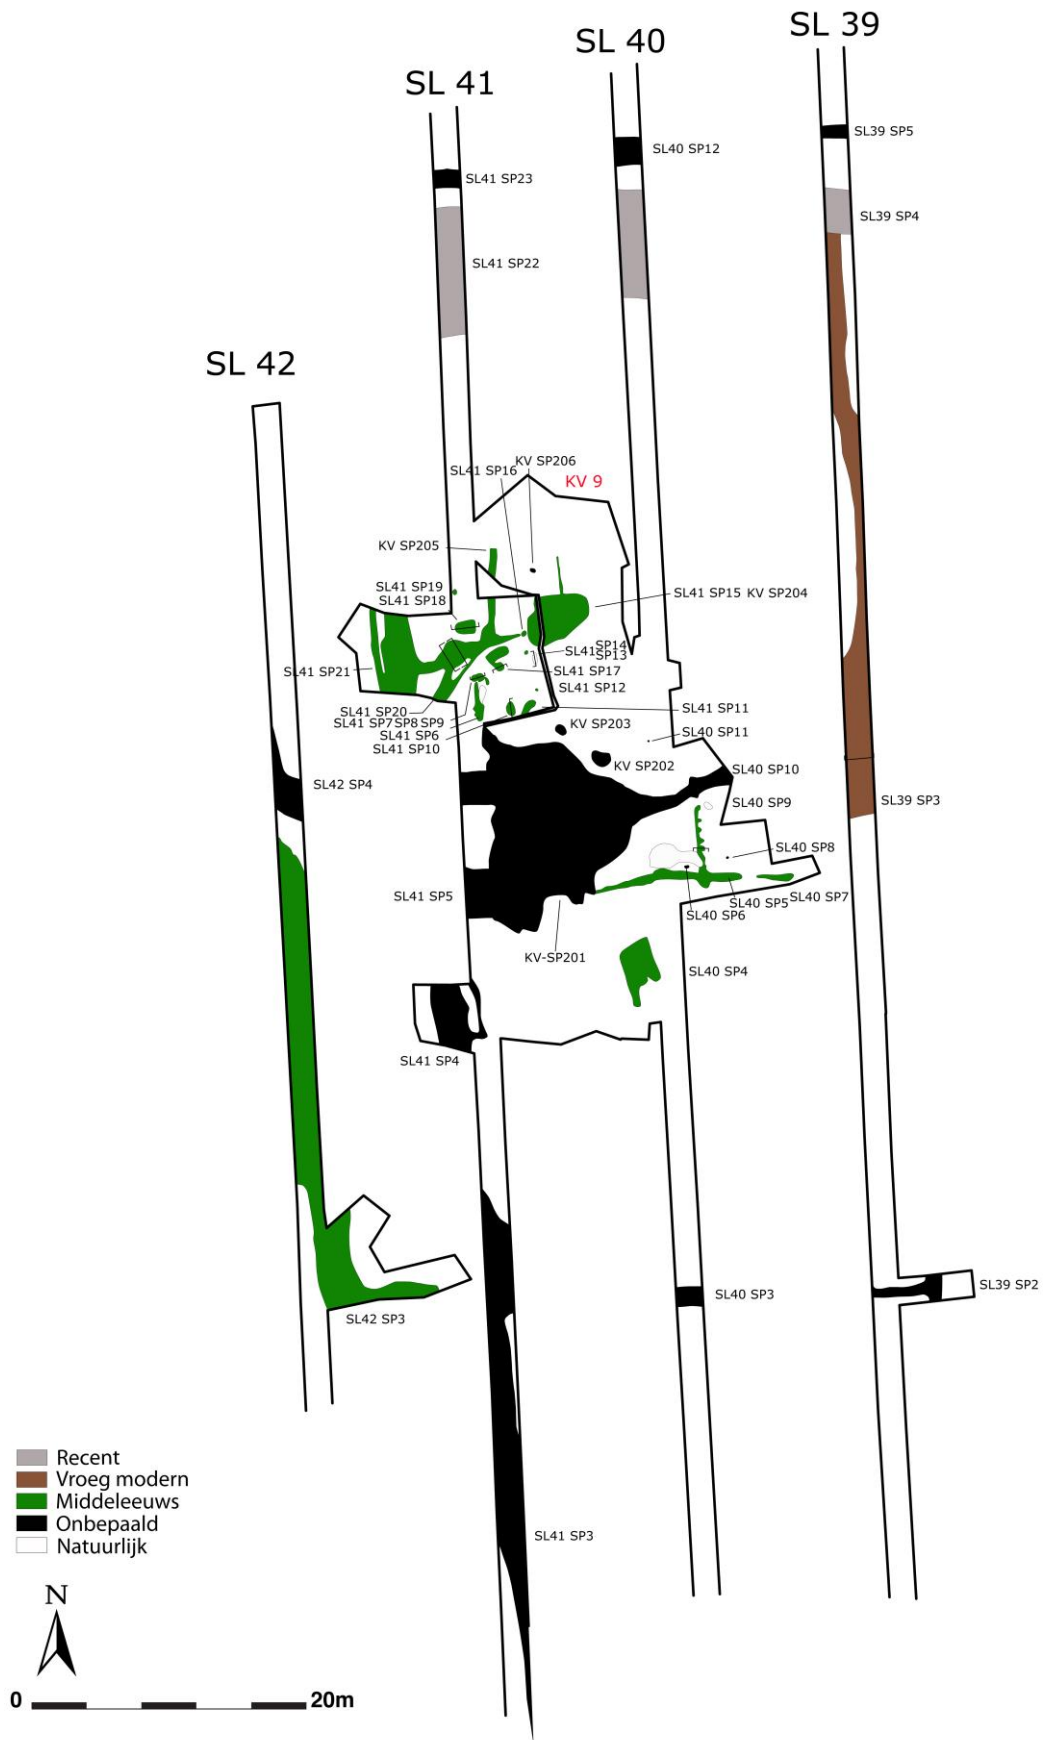 SL 39
SL 40
SL 41
SL39 SP5
SL40 SP12
SL41 SP23
SL39 SP4
SL41 SP22
SL 42
KV SP206
SL41 SP16
KV 9
KV SP205
SL41 SP19
SL41 SP18
SL41 SP15 KV SP204
SL41 SP14
SP13
SL41 SP21
SL41 SP17
SL41 SP12
SL41 SP20
SL41 SP11
SL41 SP7 SP8 SP9
KV SP203
SL41 SP6
SL40 SP11
SL41 SP10
KV SP202
SL40 SP10
SL42 SP4
SL40 SP9
SL39 SP3
SL40 SP8
SL41 SP5
SL40 SP5
SL40 SP7
SL40 SP6
KV-SP201
SL40 SP4
SL41 SP4
SL39 SP2
SL40 SP3
SL42 SP3
Recent
Vroeg modern
Middeleeuws
Onbepaald
Natuurlijk
SL41 SP3
N
0 20m